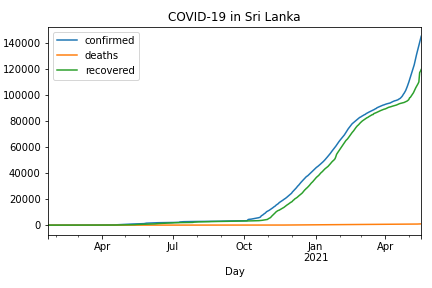 COVID-19 in Sri Lanka
confirmed
deaths
recovered
140000
120000
100000
80000
60000
40000
20000
0
Apr Jul Oct Jan Apr
2021
Day